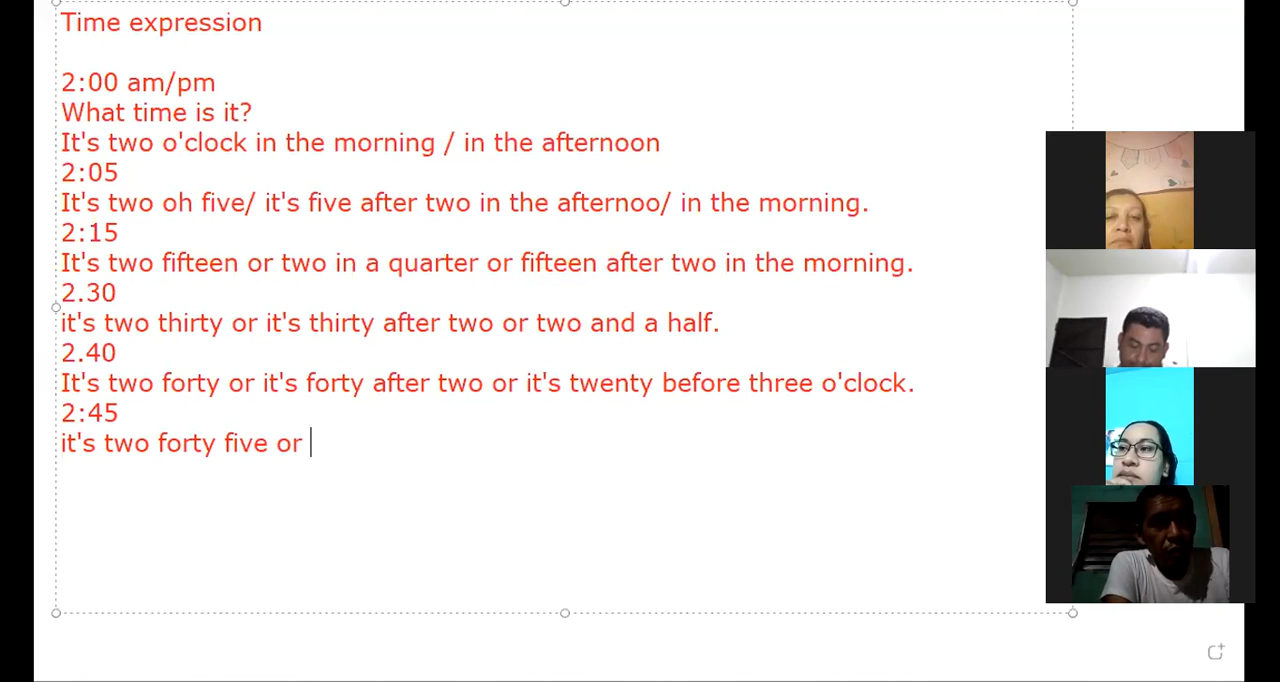 Time expression
2:00 am/pm
What time is it?
It's two o'clock in the morning / in the afternoon
2:05
It's two oh five/ it's five after two in the afternoo/ in the morning.
2:15
It's two fifteen or two in a quarter or fifteen after two in the morning.
2.30
it's two thirty or it's thirty after two or two and a half.
2.40
It's two forty or it's forty after two or it's twenty before three o'clock.
2:45
it's two forty five or